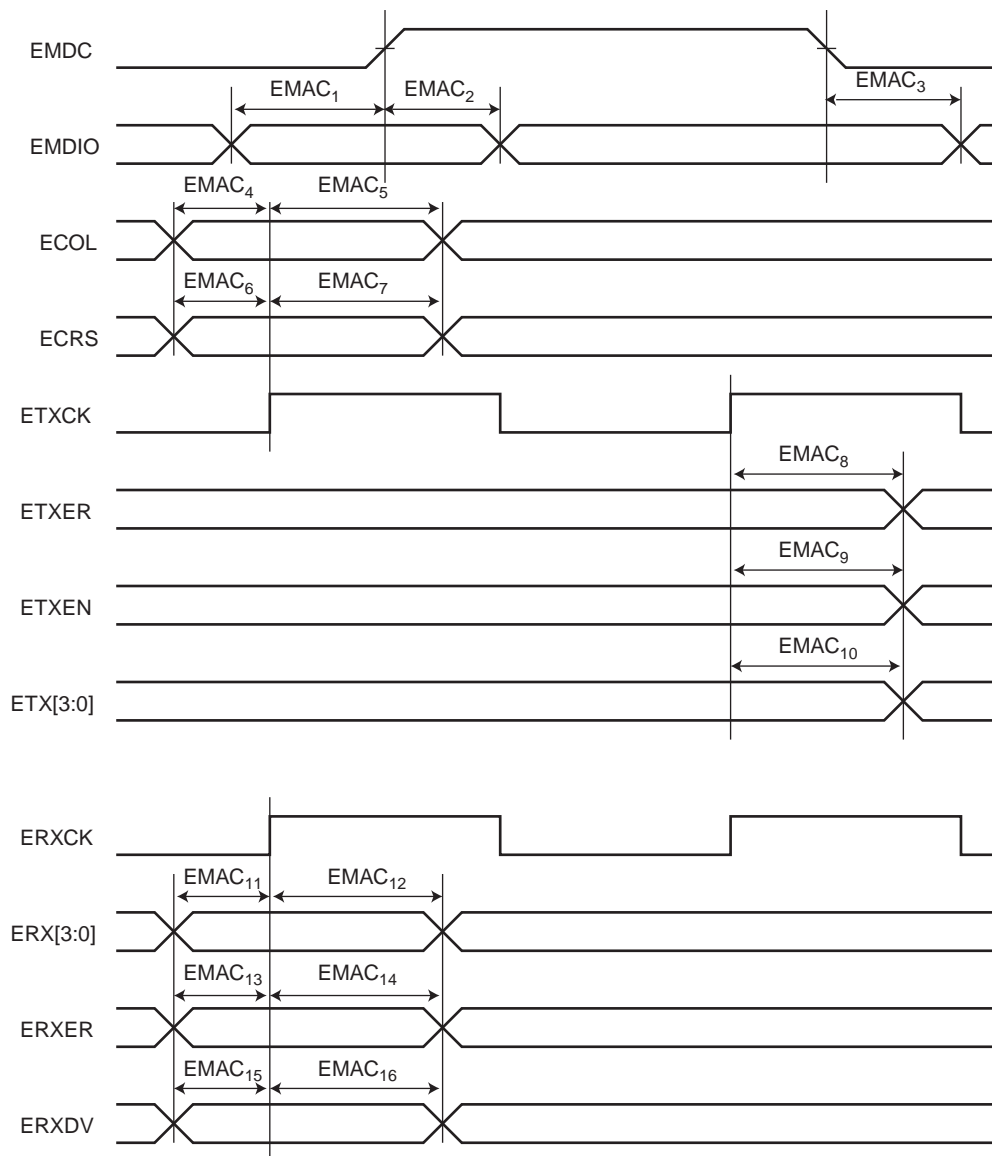 EMDC
EMAC₁ EMAC₂ EMAC₃
EMDIO
EMAC₄ EMAC₅
ECOL
EMAC₆ EMAC₇
ECRS
ETXCK
EMAC₈
ETXER
EMAC₉
ETXEN
EMAC₁₀
ETX[3:0]
ERXCK
EMAC₁₁ EMAC₁₂
ERX[3:0]
EMAC₁₃ EMAC₁₄
ERXER
EMAC₁₅ EMAC₁₆
ERXDV